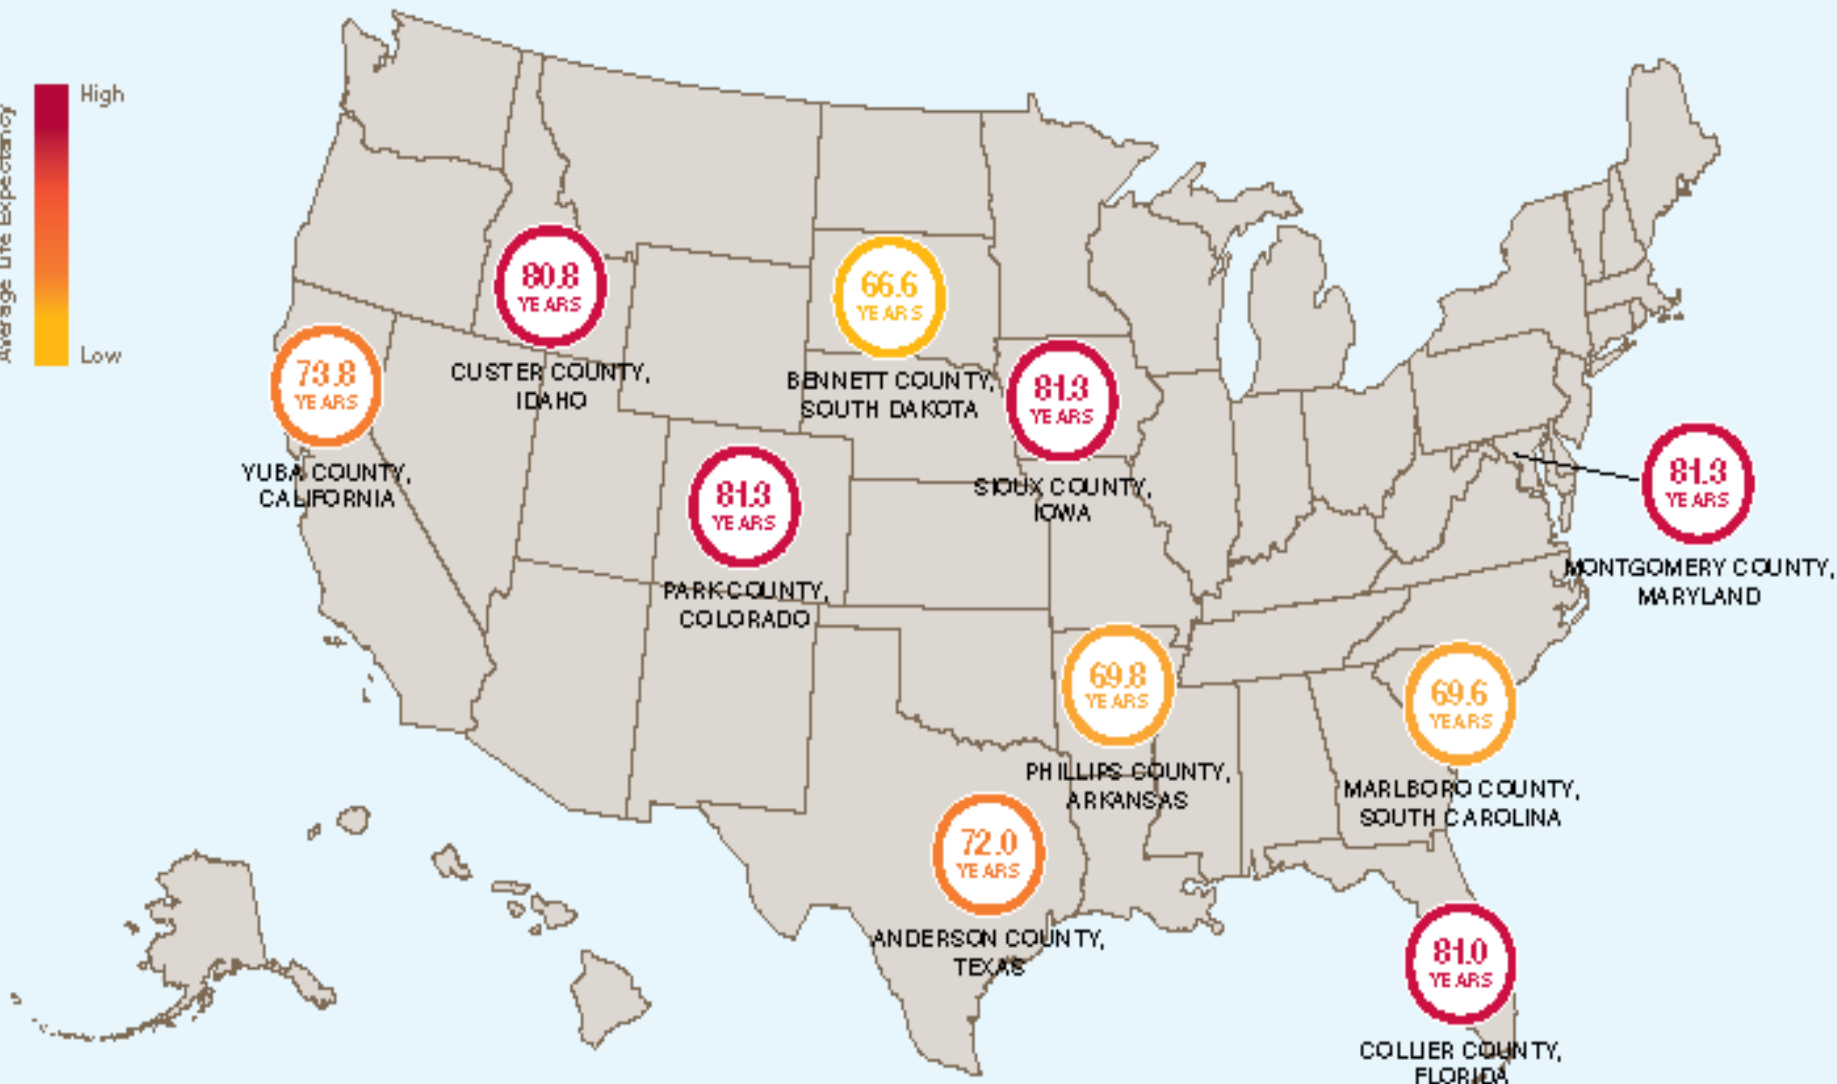 High
Average Life Expectancy
Low
80.8
YEARS
CUSTER COUNTY,
IDAHO
66.6
YEARS
BENNETT COUNTY,
SOUTH DAKOTA
73.8
YEARS
YUBA COUNTY,
CALIFORNIA
81.3
YEARS
SIOUX COUNTY,
IOWA
81.3
YEARS
PARK COUNTY,
COLORADO
81.3
YEARS
MONTGOMERY COUNTY,
MARYLAND
69.8
YEARS
PHILLIPS COUNTY,
ARKANSAS
69.6
YEARS
MARLBORO COUNTY,
SOUTH CAROLINA
72.0
YEARS
ANDERSON COUNTY,
TEXAS
81.0
YEARS
COLLIER COUNTY,
FLORIDA